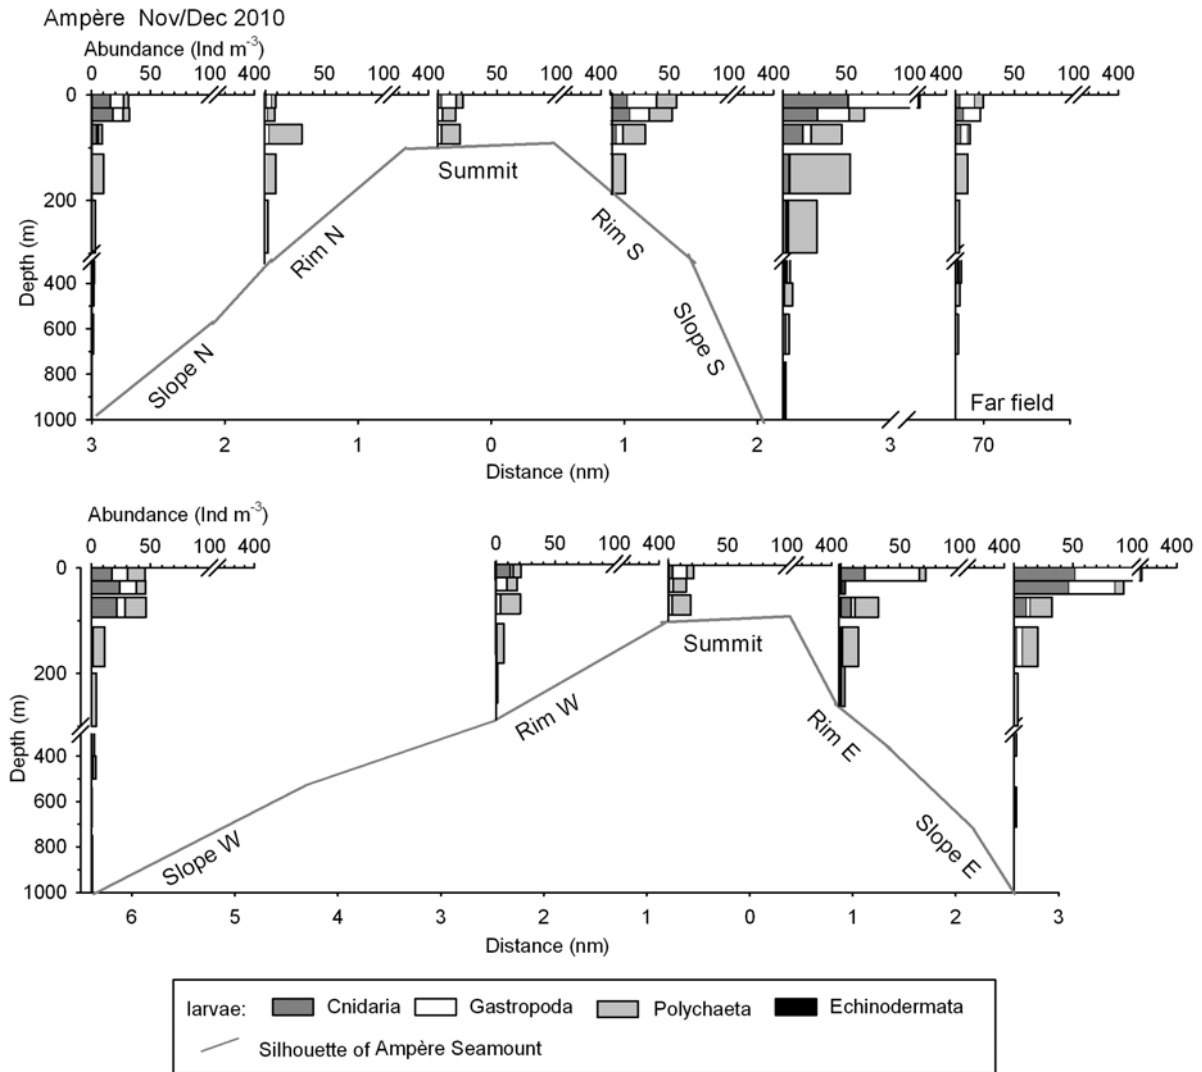 Ampère Nov/Dec 2010
Abundance (Ind m⁻³)
0 50 100 400 50 100 400 50 100 400 50 100 400 50 100 400 50 100 400
0
200
400
600
800
1000
Depth (m)
Summit
Rim N
Rim S
Slope N
Slope S
Far field
3 2 1 0 1 2 3 70
Distance (nm)
Abundance (Ind m⁻³)
0 50 100 400 0 50 100 400 50 100 400 50 100 400
0
200
400
600
800
1000
Depth (m)
Summit
Rim W
Rim E
Slope W
Slope E
6 5 4 3 2 1 0 1 2 3
Distance (nm)
larvae: Cnidaria Gastropoda Polychaeta Echinodermata
Silhouette of Ampère Seamount